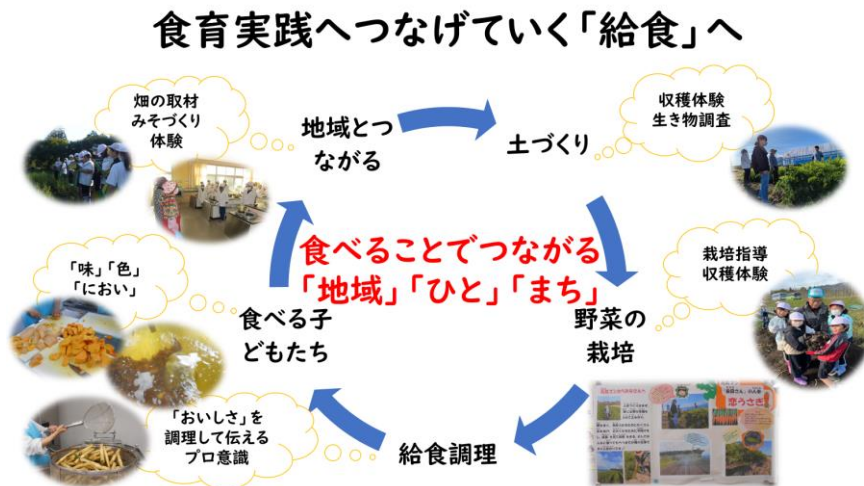 食育実践へつなげていく「給食」へ
畑の取材
みそづくり
体験
地域とつ
ながる
土づくり
収穫体験
生き物調査
食べることでつながる
「地域」「ひと」「まち」
栽培指導
収穫体験
「味」「色」
「におい」
食べる子
どもたち
野菜の
栽培
「おいしさ」を
調理して伝える
プロ意識
給食調理
恋うさぎ